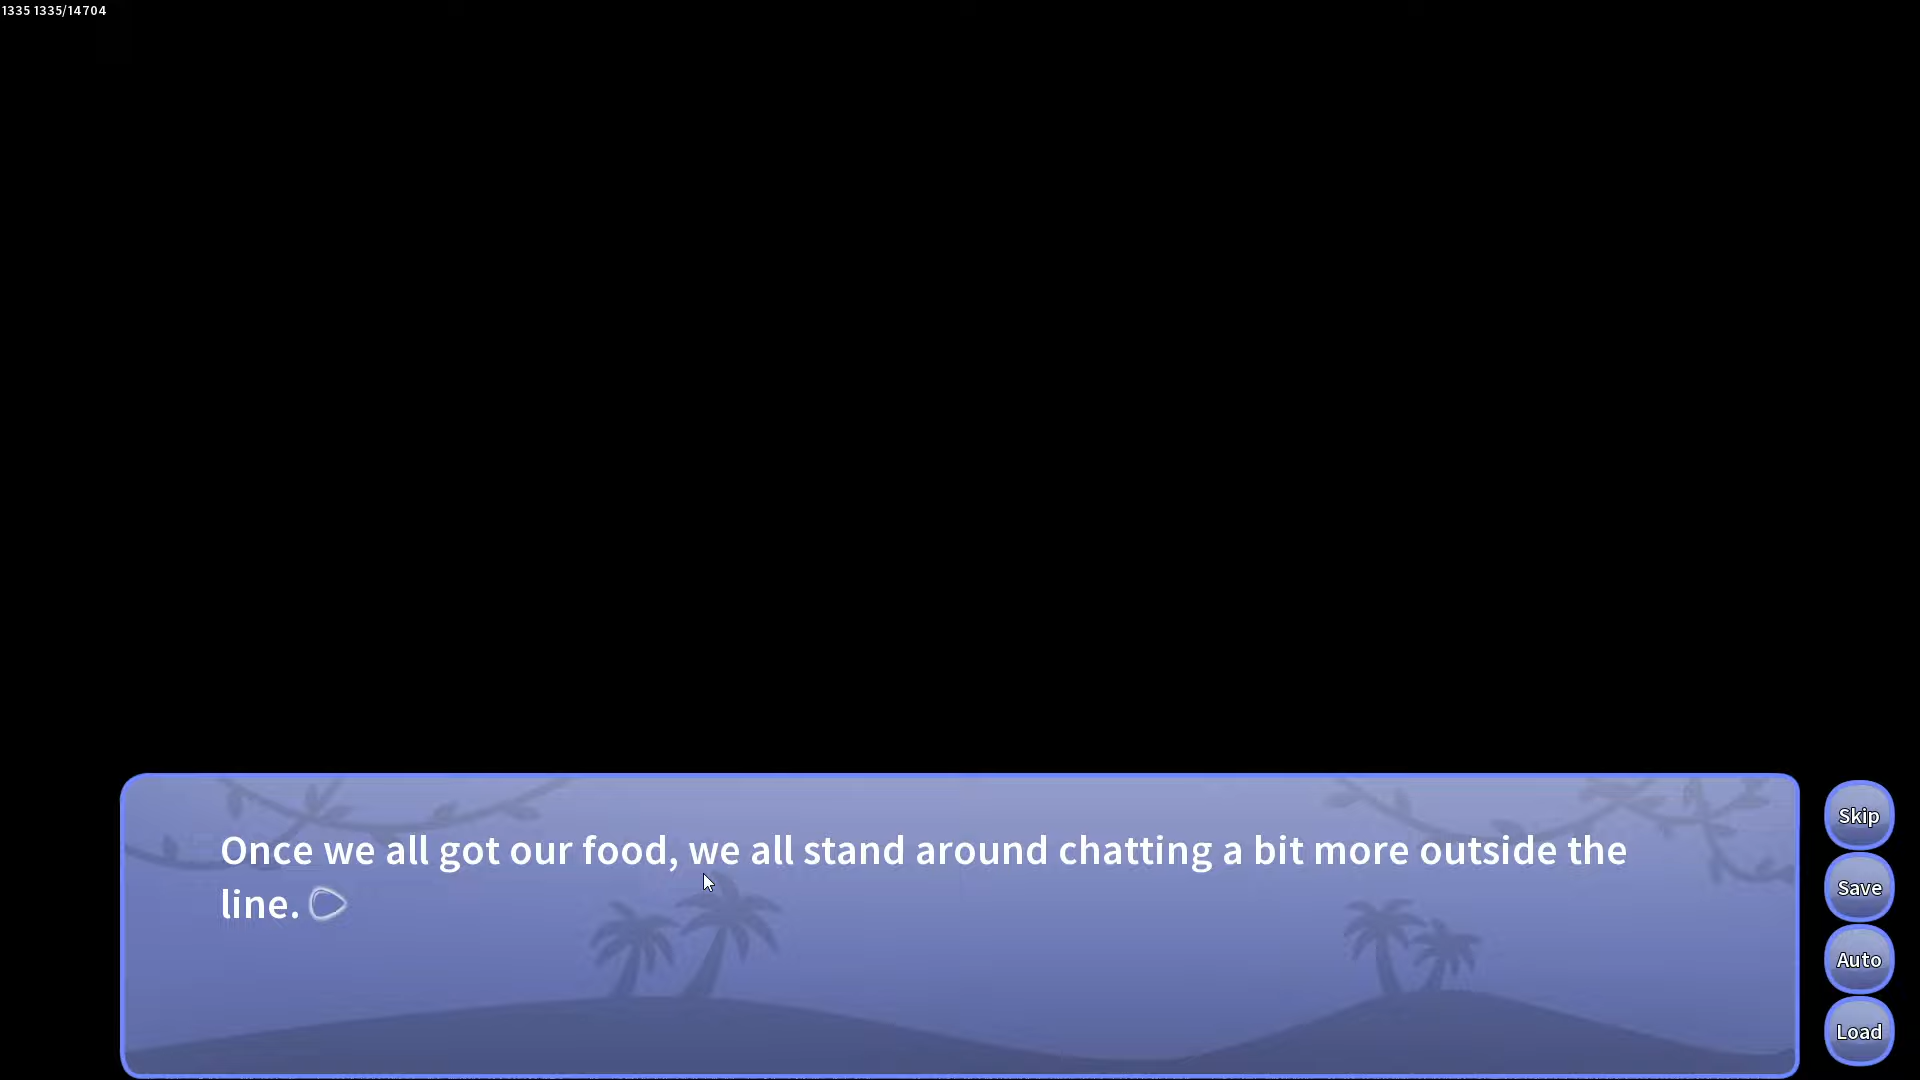 1335 1335/14704
Once we all got our food, we all stand around chatting a bit more outside the
line.
Skip
Save
Auto
Load